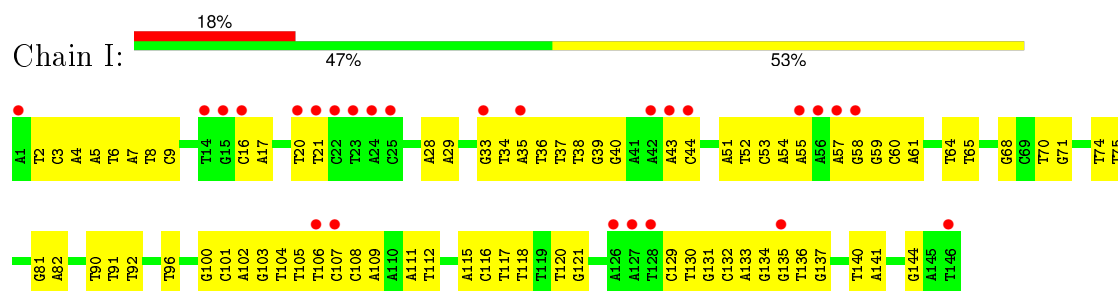 18%
Chain I:
47% 53%
A1 T2 C3 A4 A5 T6 A7 T8 C9 T14 G15 C16 A17 T20 T21 C22 T23 A24 C25 A28 A29 G33 T34 A35 T36 T37 T38 G39 G40 A41 A42 A43 C44 A51 T52 C53 A54 A55 A56 A57 G58 G59 C60 A61 T64 T65 G68 C69 T70 G71 T74 T75
G81 A82 T90 T91 T92 T96 G100 C101 A102 G103 T104 T105 T106 C107 C108 A109 A110 A111 T112 A115 C116 T117 T118 T119 T120 G121 A126 A127 T128 C129 T130 G131 C132 A133 G134 G135 T136 G137 T140 A141 G144 A145 T146